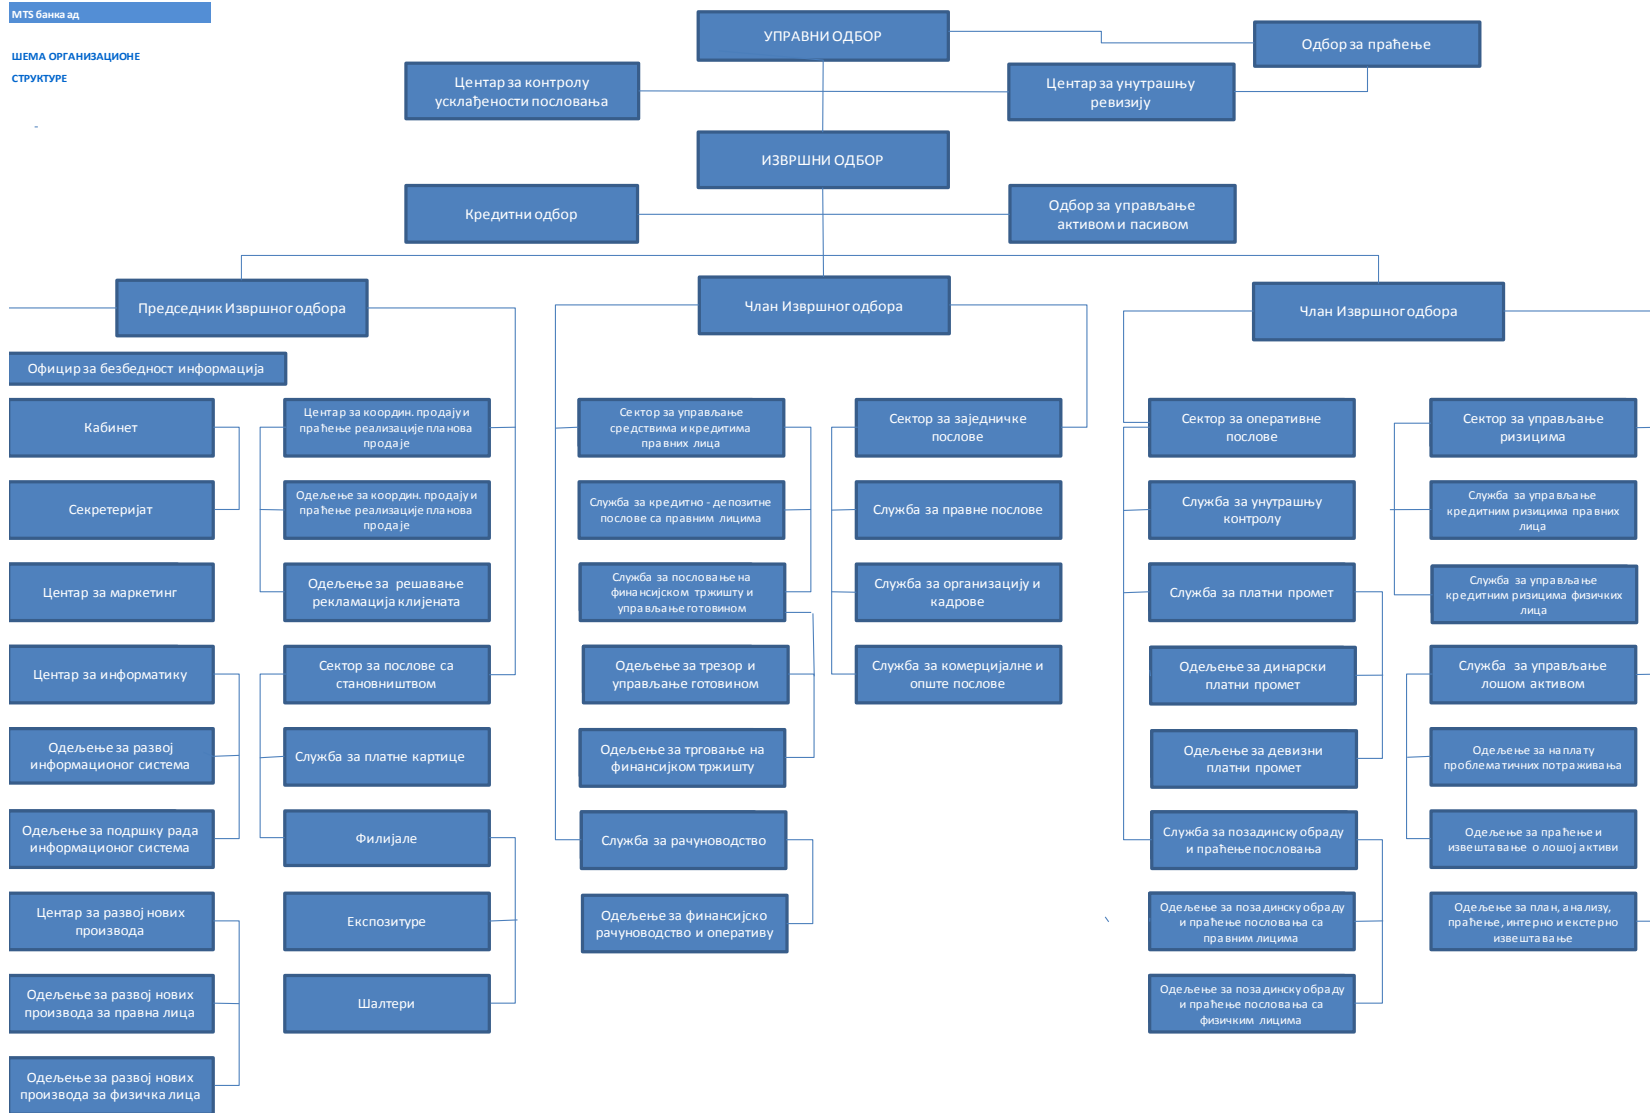 MTS банка ад
ШЕМА ОРГАНИЗАЦИОНЕ
СТРУКТУРЕ
УПРАВНИ ОДБОР
Одбор за праћење
Центар за контролу
усклађености пословања
Центар за унутрашњу
ревизију
ИЗВРШНИ ОДБОР
Кредитни одбор
Одбор за управљање
активом и пасивом
Председник Извршног одбора
Члан Извршног одбора
Члан Извршног одбора
Официр за безбедност информација
Кабинет
Секретеријат
Центар за маркетинг
Центар за информатику
Одељење за развој
информационог система
Одељење за подршку рада
информационог система
Центар за развој нових
производа
Одељење за развој нових
производа за правна лица
Одељење за развој нових
производа за физичка лица
Центар за координ. продају и
праћење реализације планова
продаје
Одељење за координ. продају и
праћење реализације планова
продаје
Одељење за решавање
рекламација клијената
Сектор за послове са
становништвом
Служба за платне картице
Филијале
Експозитуре
Шалтери
Сектор за управљање
средствима и кредитима
правних лица
Служба за кредитно - депозитне
послове са правним лицима
Служба за пословање на
финансијском тржишту и
управљање готовином
Одељење за трезор и
управљање готовином
Одељење за трговање на
финансијком тржишту
Служба за рачуноводство
Одељење за финансијско
рачуноводство и оперативу
Сектор за заједничке
послове
Служба за правне послове
Служба за организацију и
кадрове
Служба за комерцијалне и
опште послове
Сектор за оперативне
послове
Служба за унутрашњу
контролу
Служба за платни промет
Одељење за динарски
платни промет
Одељење за девизни
платни промет
Служба за позадинску обраду
и праћење пословања
Одељење за позадинску обраду
и праћење пословања са
правним лицима
Одељење за позадинску обраду
и праћење пословања са
физичким лицима
Сектор за управљање
ризицима
Служба за управљање
кредитним ризицима правних
лица
Служба за управљање
кредитним ризицима физичких
лица
Служба за управљање
лошом активом
Одељење за наплату
проблематичних потраживања
Одељење за праћење и
извештавање о лошој активи
Одељење за план, анализу,
праћење, интерно и екстерно
извештавање